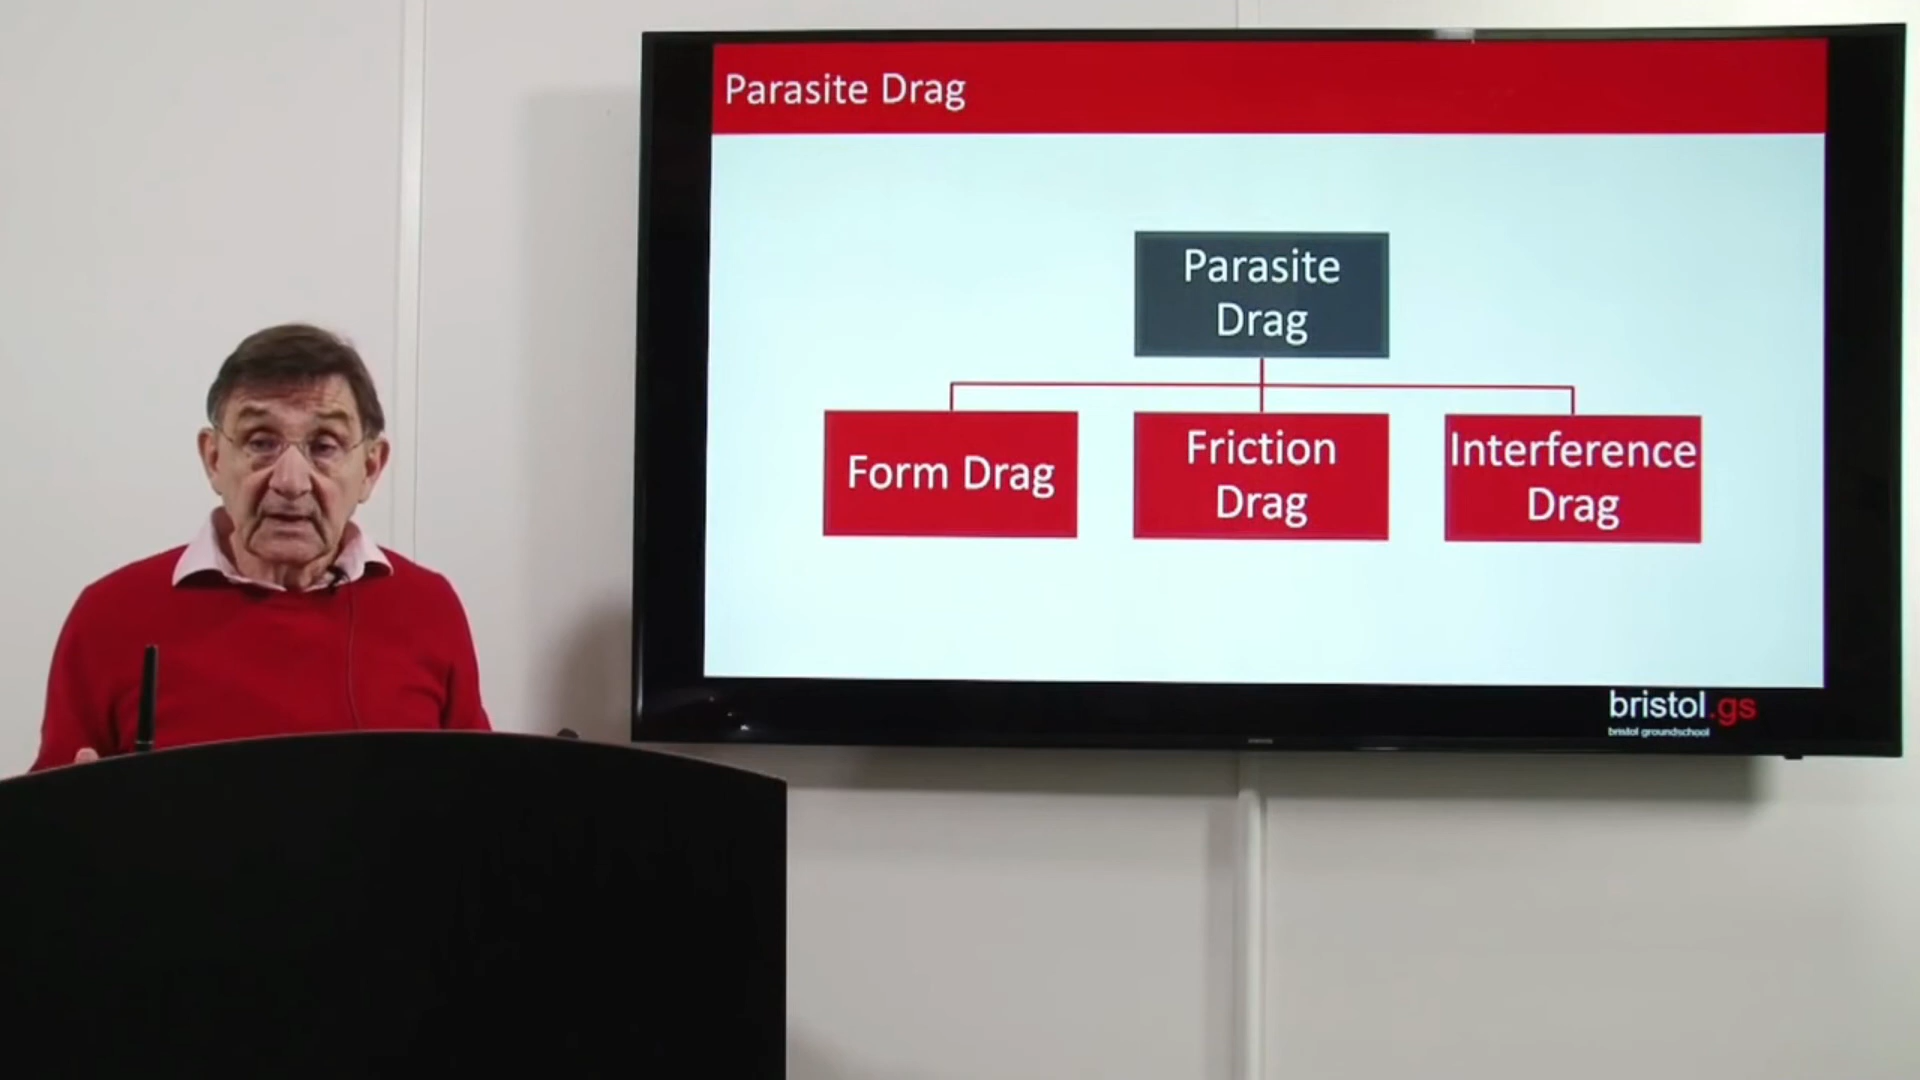 Parasite Drag
Parasite
Drag
Form Drag
Friction
Drag
Interference
Drag
bristol.gs
bristol groundschool